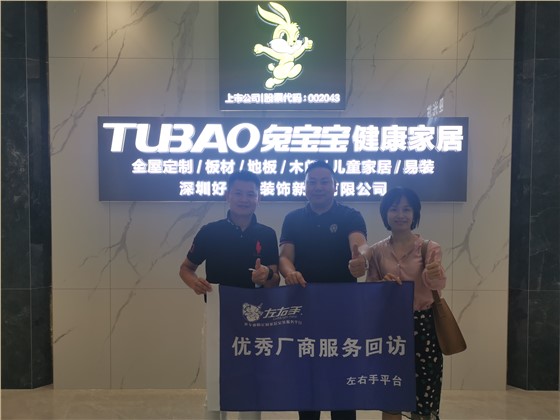 上市公司|股票代码：002043
TUBAO兔宝宝健康家居
全屋定制/板材/地板/木门/儿童家居/易装
深圳好 装饰新 有限公司
左右手
优秀厂商服务回访
左右手平台